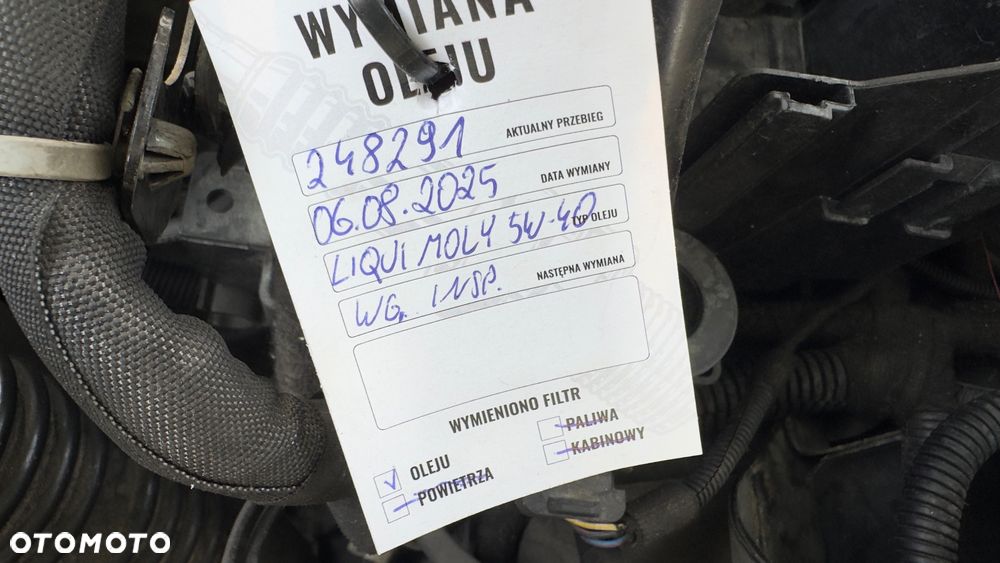 WYMIANA
OLEJU
248291 AKTUALNY PRZEBIEG
06.08.2025 DATA WYMIANY
LIQUI MOLY 5W-40 TYP OLEJU
WG. INSP. NASTĘPNA WYMIANA
WYMIENIONO FILTR
OLEJU PALIWA
POWIETRZA KABINOWY
OTOMOTO